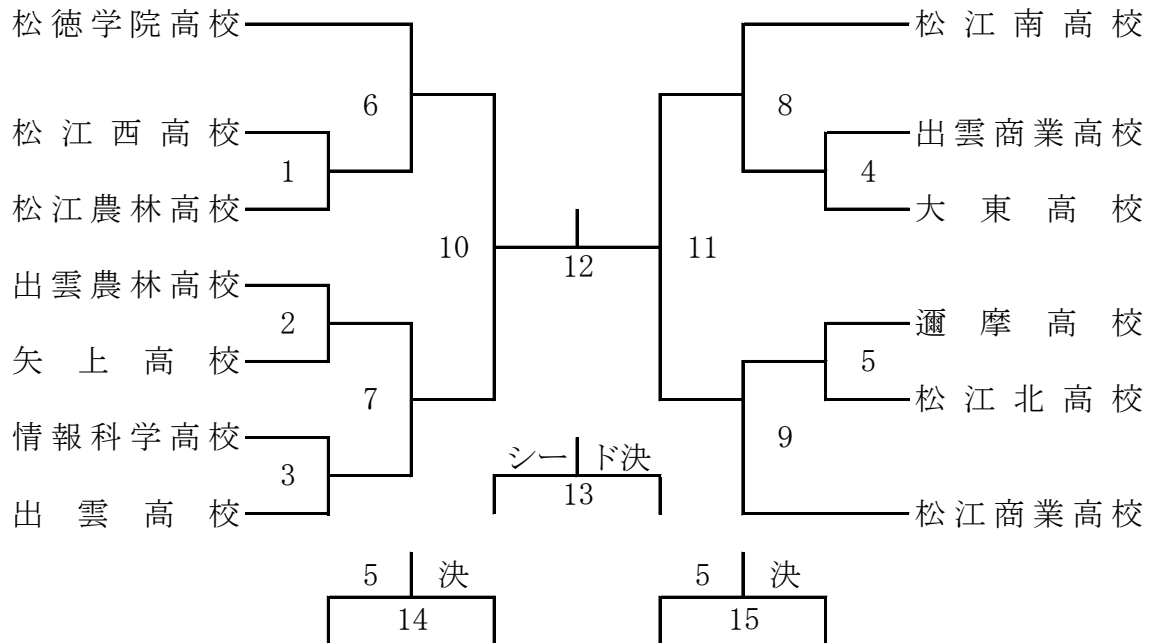 松徳学院高校
6
松江西高校
1
松江農林高校
10
出雲農林高校
2
矢上高校
7
情報科学高校
3
出雲高校
12
シード決
13
5決
14
5決
15
松江南高校
8
出雲商業高校
4
大東高校
11
邇摩高校
5
松江北高校
9
松江商業高校